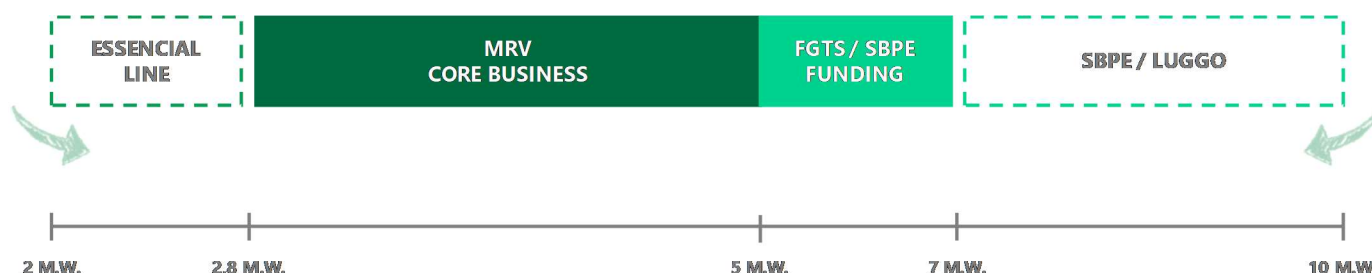 ESSENCIAL
LINE
MRV
CORE BUSINESS
FGTS / SBPE
FUNDING
SBPE / LUGGO
2 M.W.
2.8 M.W.
5 M.W.
7 M.W.
10 M.W.